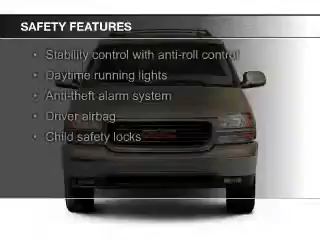 SAFETY FEATURES
• Stability control with anti-roll control
• Daytime running lights
• Anti-theft alarm system
• Driver airbag
• Child safety locks